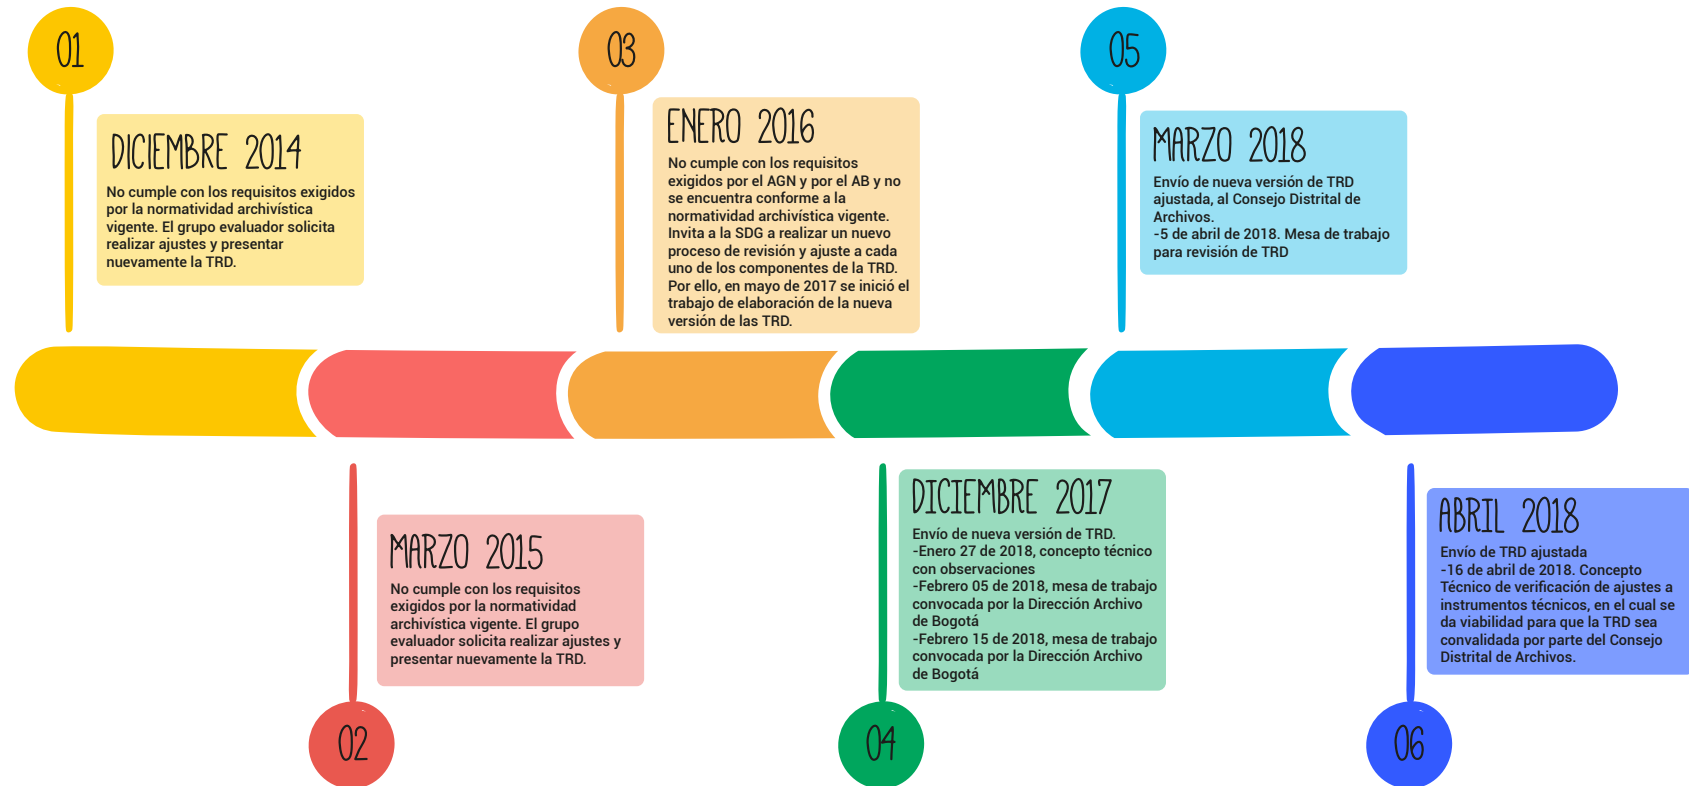 01
DICIEMBRE 2014
No cumple con los requisitos exigidos
por la normatividad archivística
vigente. El grupo evaluador solicita
realizar ajustes y presentar
nuevamente la TRD.
MARZO 2015
No cumple con los requisitos
exigidos por la normatividad
archivística vigente. El grupo
evaluador solicita realizar ajustes y
presentar nuevamente la TRD.
02
03
ENERO 2016
No cumple con los requisitos
exigidos por el AGN y por el AB y no
se encuentra conforme a la
normatividad archivística vigente.
Invita a la SDG a realizar un nuevo
proceso de revisión y ajuste a cada
uno de los componentes de la TRD.
Por ello, en mayo de 2017 se inició el
trabajo de elaboración de la nueva
versión de las TRD.
DICIEMBRE 2017
Envío de nueva versión de TRD.
-Enero 27 de 2018, concepto técnico
con observaciones
-Febrero 05 de 2018, mesa de trabajo
convocada por la Dirección Archivo
de Bogotá
-Febrero 15 de 2018, mesa de trabajo
convocada por la Dirección Archivo
de Bogotá
04
05
MARZO 2018
Envío de nueva versión de TRD
ajustada, al Consejo Distrital de
Archivos.
-5 de abril de 2018. Mesa de trabajo
para revisión de TRD
ABRIL 2018
Envío de TRD ajustada
-16 de abril de 2018. Concepto
Técnico de verificación de ajustes a
instrumentos técnicos, en el cual se
da viabilidad para que la TRD sea
convalidada por parte del Consejo
Distrital de Archivos.
06